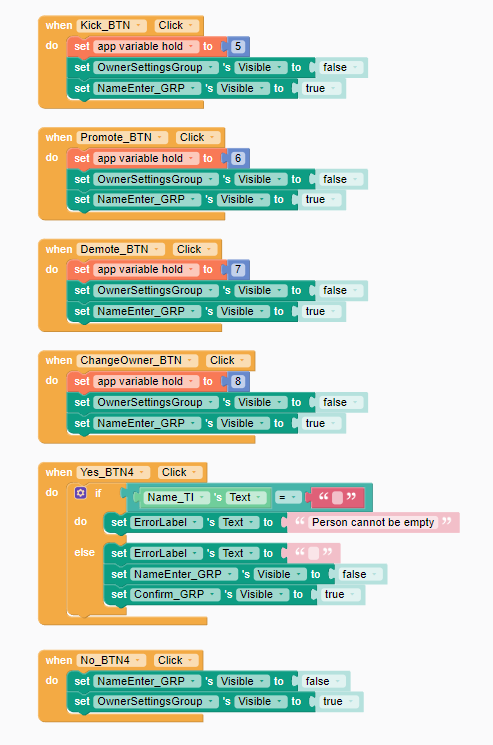 when Kick_BTN Click
do set app variable hold to 5
set OwnerSettingsGroup 's Visible to false
set NameEnter_GRP 's Visible to true
when Promote_BTN Click
do set app variable hold to 6
set OwnerSettingsGroup 's Visible to false
set NameEnter_GRP 's Visible to true
when Demote_BTN Click
do set app variable hold to 7
set OwnerSettingsGroup 's Visible to false
set NameEnter_GRP 's Visible to true
when ChangeOwner_BTN Click
do set app variable hold to 8
set OwnerSettingsGroup 's Visible to false
set NameEnter_GRP 's Visible to true
when Yes_BTN4 Click
do if Name_TI 's Text = “ ”
do set ErrorLabel 's Text to “ Person cannot be empty ”
else set ErrorLabel 's Text to “ ”
set NameEnter_GRP 's Visible to false
set Confirm_GRP 's Visible to true
when No_BTN4 Click
do set NameEnter_GRP 's Visible to false
set OwnerSettingsGroup 's Visible to true